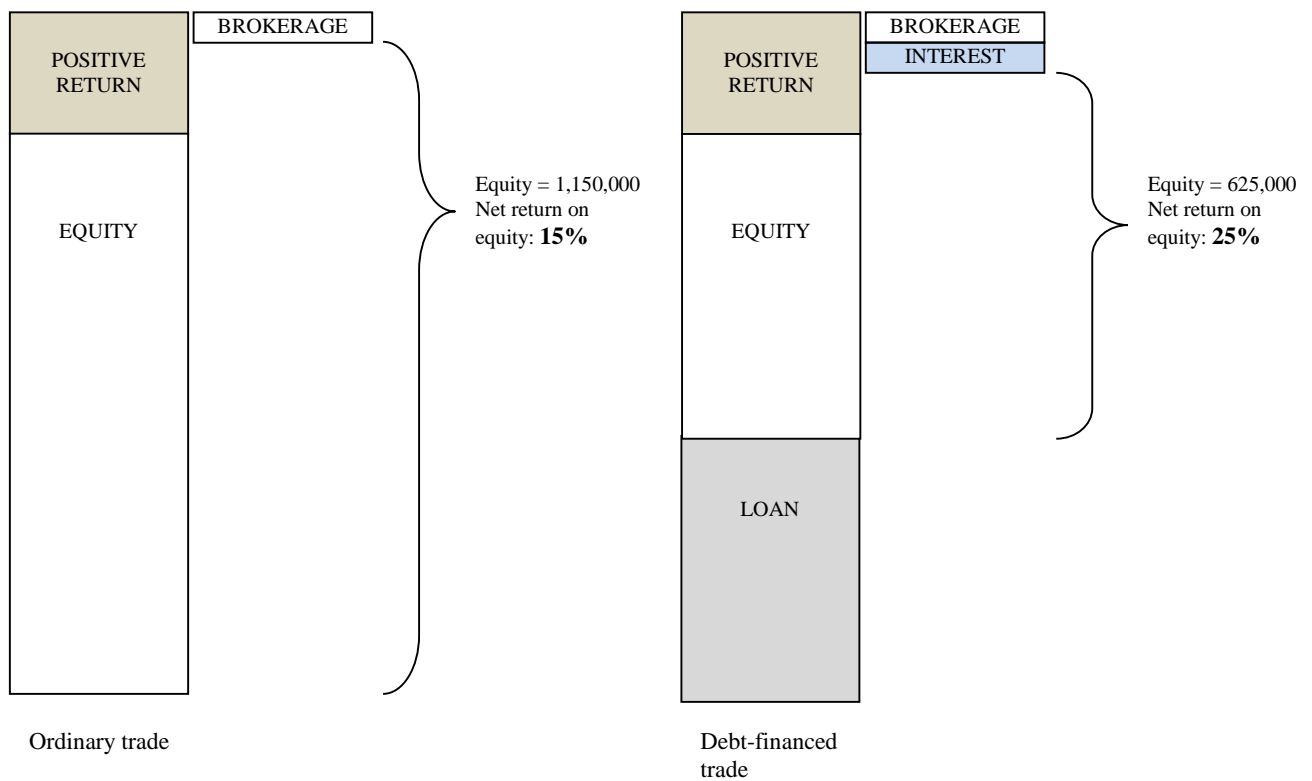 POSITIVE
RETURN
BROKERAGE
EQUITY
Equity = 1,150,000
Net return on
equity: 15%
Ordinary trade
POSITIVE
RETURN
BROKERAGE
INTEREST
EQUITY
Equity = 625,000
Net return on
equity: 25%
LOAN
Debt-financed
trade